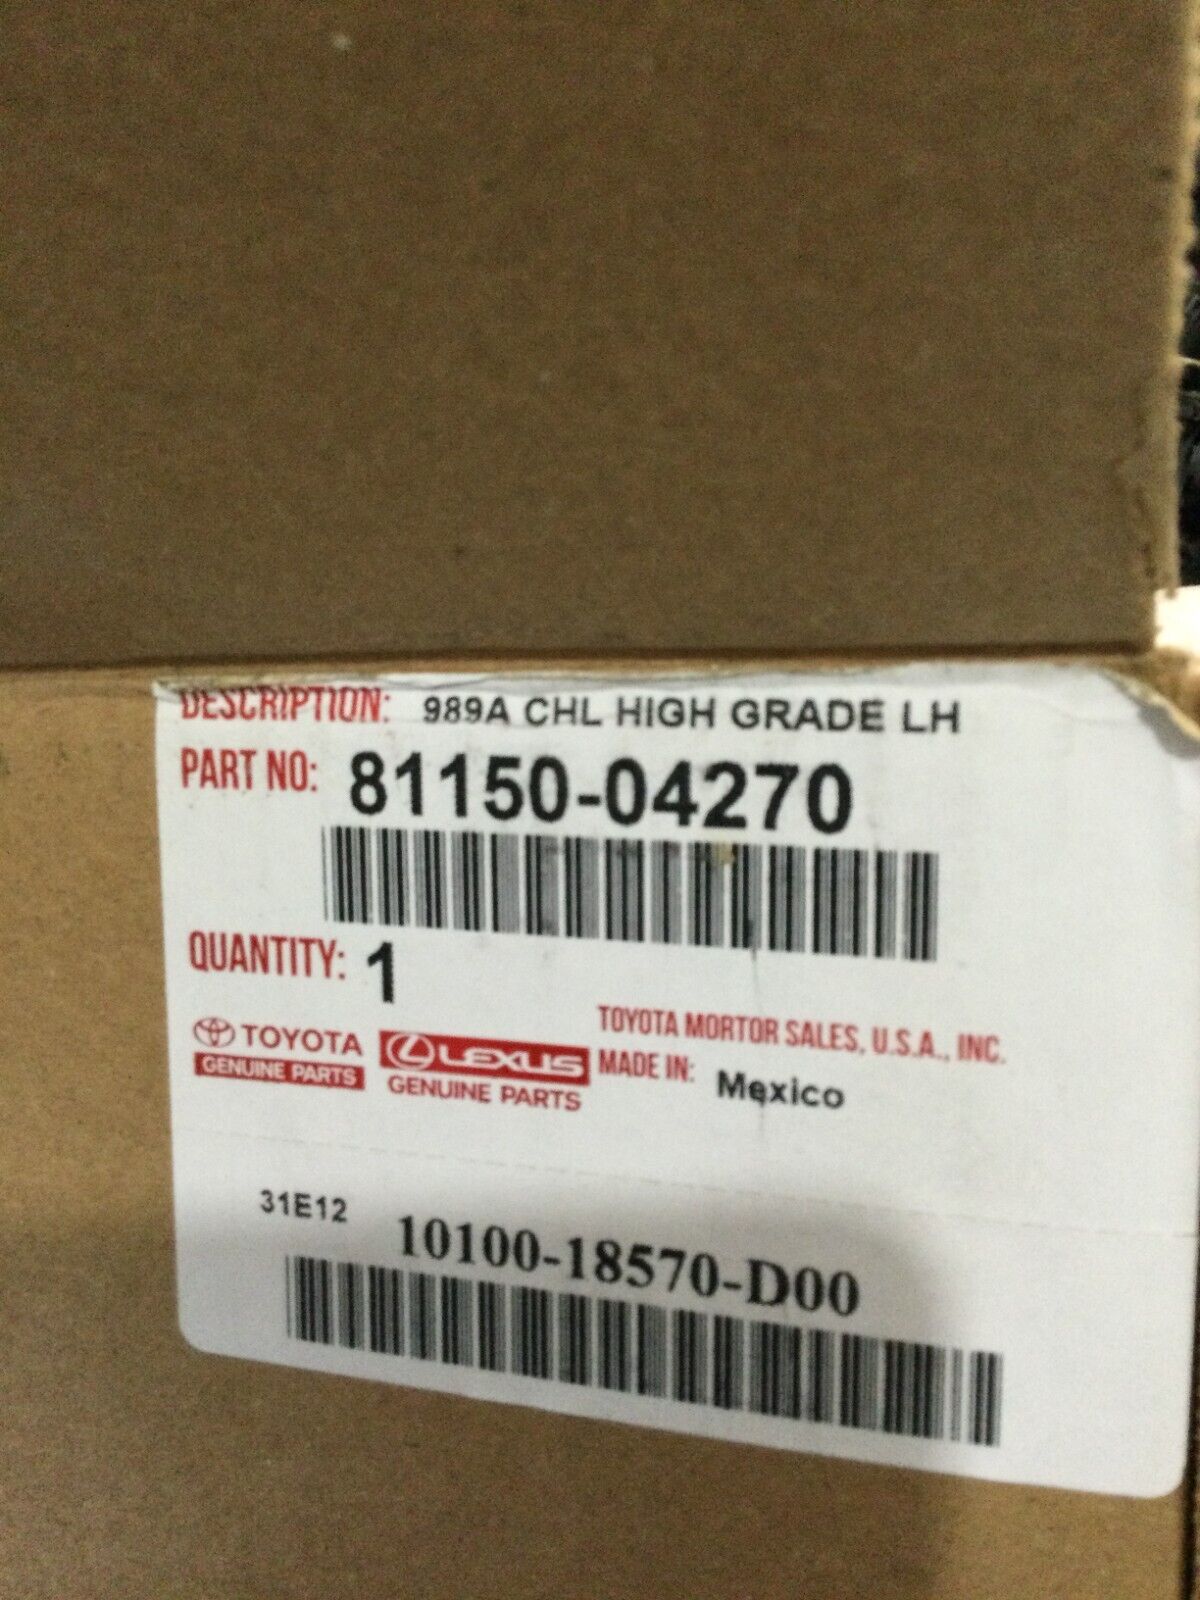 DESCRIPTION: 989A CHL HIGH GRADE LH
PART NO: 81150-04270
QUANTITY: 1
TOYOTA
GENUINE PARTS
LEXUS
GENUINE PARTS
TOYOTA MORTOR SALES, U.S.A., INC.
MADE IN: Mexico
31E12
10100-18570-D00